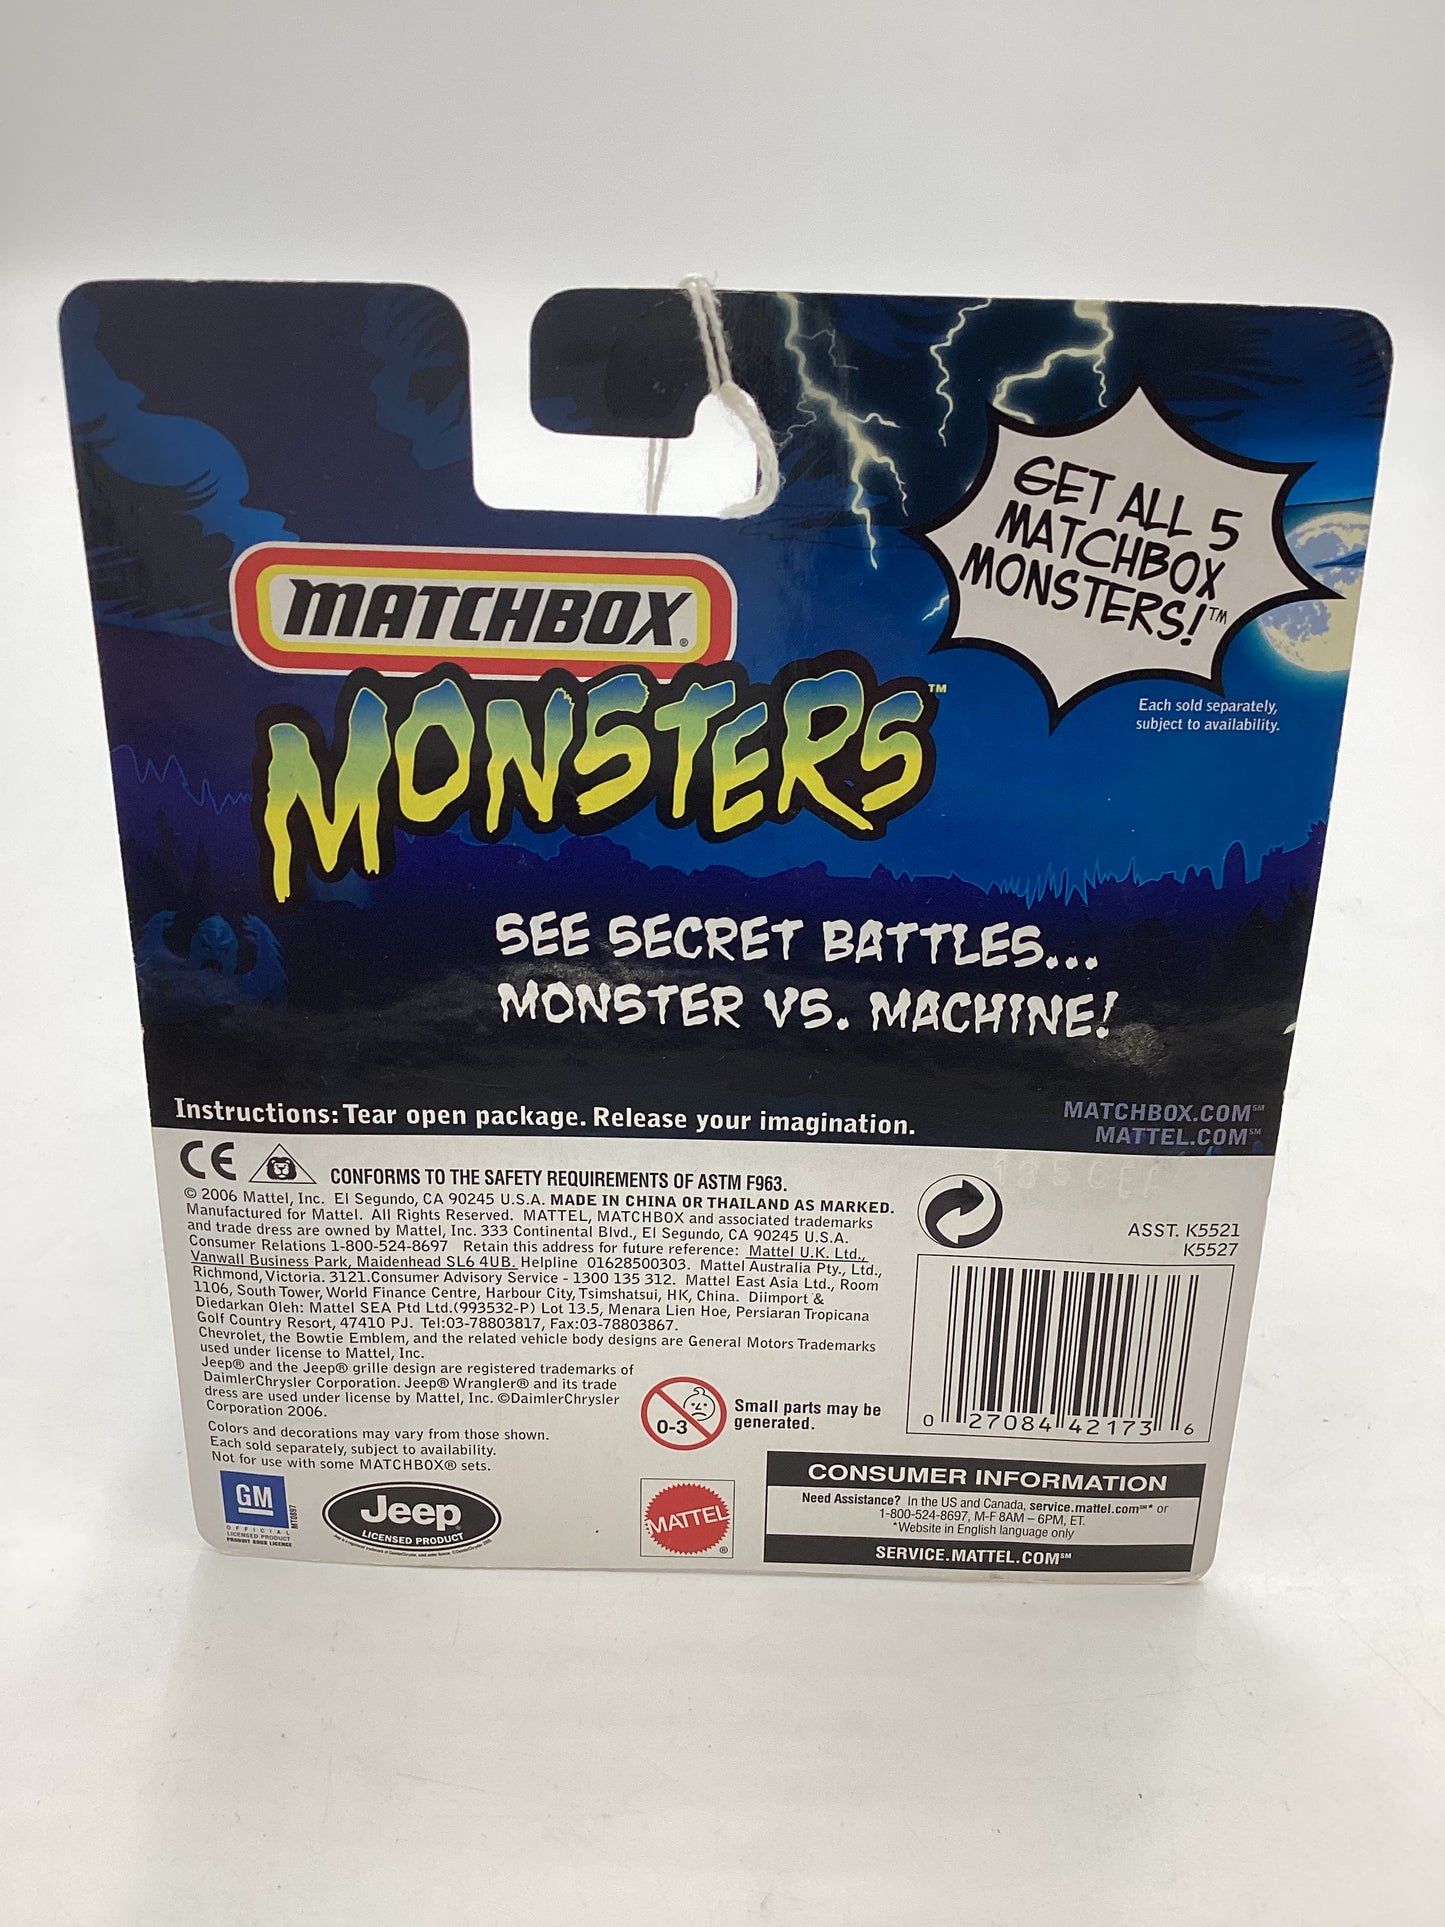 GET ALL 5
MATCHBOX
MONSTERS!™
Each sold separately,
subject to availability.
MATCHBOX®
MONSTERS™
SEE SECRET BATTLES...
MONSTER VS. MACHINE!
Instructions: Tear open package. Release your imagination.
MATCHBOX.COM℠
MATTEL.COM℠
CE
CONFORMS TO THE SAFETY REQUIREMENTS OF ASTM F963.
© 2006 Mattel, Inc. El Segundo, CA 90245 U.S.A. MADE IN CHINA OR THAILAND AS MARKED.
Manufactured for Mattel. All Rights Reserved. MATTEL, MATCHBOX and associated trademarks
and trade dress are owned by Mattel, Inc. 333 Continental Blvd., El Segundo, CA 90245 U.S.A.
Consumer Relations 1-800-524-8697 Retain this address for future reference: Mattel U.K. Ltd.,
Vanwall Business Park, Maidenhead SL6 4UB. Helpline 01628500303. Mattel Australia Pty., Ltd.,
Richmond, Victoria. 3121.Consumer Advisory Service - 1300 135 312. Mattel East Asia Ltd., Room
1106, South Tower, World Finance Centre, Harbour City, Tsimshatsui, HK, China. Diimport &
Diedarkan Oleh: Mattel SEA Ptd Ltd.(993532-P) Lot 13.5, Menara Lien Hoe, Persiaran Tropicana
Golf Country Resort, 47410 PJ. Tel:03-78803817, Fax:03-78803867.
Chevrolet, the Bowtie Emblem, and the related vehicle body designs are General Motors Trademarks
used under license to Mattel, Inc.
Jeep® and the Jeep® grille design are registered trademarks of
DaimlerChrysler Corporation. Jeep® Wrangler® and its trade
dress are used under license by Mattel, Inc. ©DaimlerChrysler
Corporation 2006.
Colors and decorations may vary from those shown.
Each sold separately, subject to availability.
Not for use with some MATCHBOX® sets.
ASST. K5521
K5527
0 27084 42173 6
0-3
Small parts may be
generated.
GM
OFFICIAL
LICENSED PRODUCT
PRODUIT SOUS LICENCE
MT0897
Jeep®
LICENSED PRODUCT
MATTEL®
CONSUMER INFORMATION
Need Assistance? In the US and Canada, service.mattel.com℠* or
1-800-524-8697, M-F 8AM – 6PM, ET.
*Website in English language only
SERVICE.MATTEL.COM℠